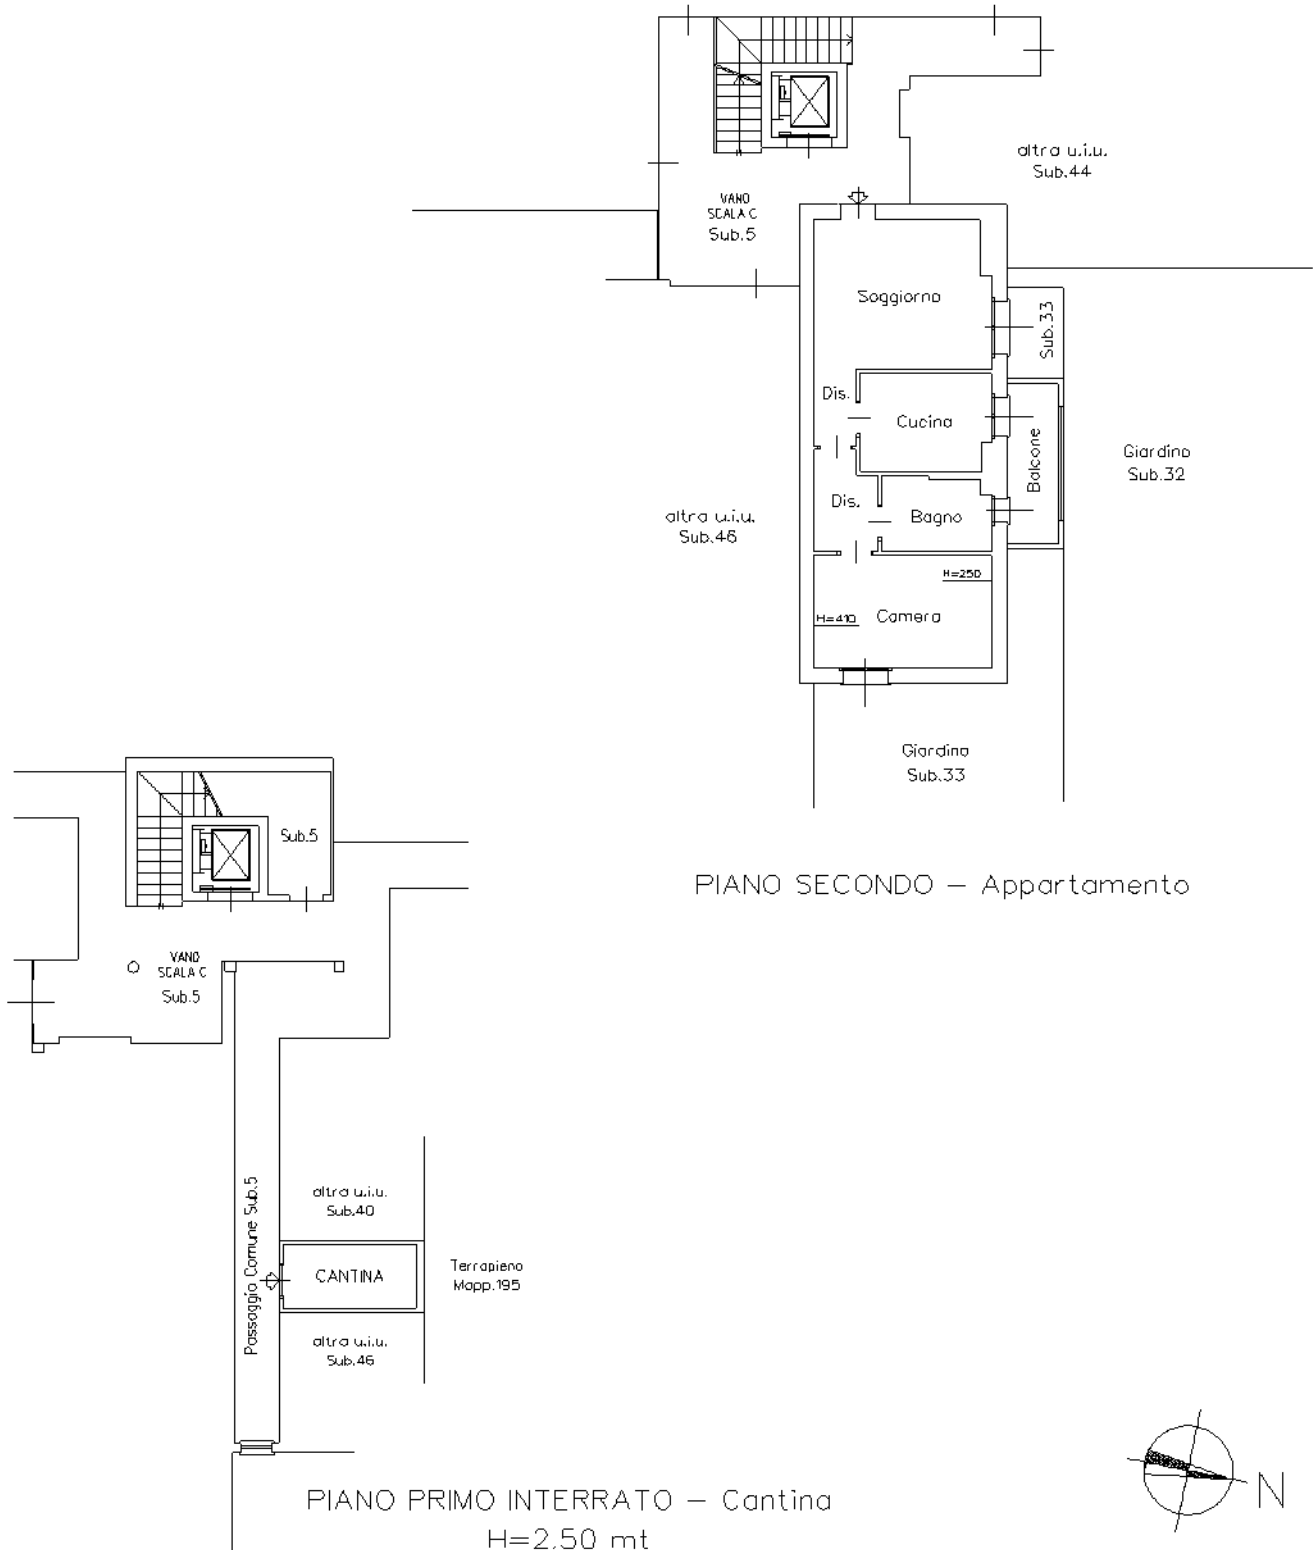 altra u.i.u.
Sub.44
VANO
SCALA C
Sub.5
Soggiorno
Sub.33
Dis.
Cucina
Balcone
Giardino
Sub.32
Dis.
Bagno
altra u.i.u.
Sub.46
H=250
H=410
Camera
Giardino
Sub.33
PIANO SECONDO - Appartamento
Sub.5
VANO
SCALA C
Sub.5
Passaggio Comune Sub.5
altra u.i.u.
Sub.40
CANTINA
Terrapieno
Mapp.195
altra u.i.u.
Sub.46
N
PIANO PRIMO INTERRATO - Cantina
H=2.50 mt